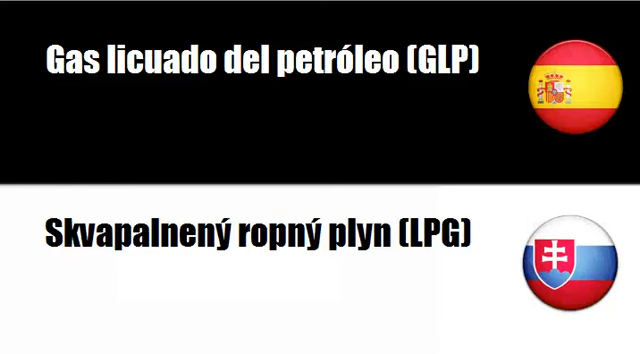 Gas licuado del petróleo (GLP)
Skvapalnený ropný plyn (LPG)